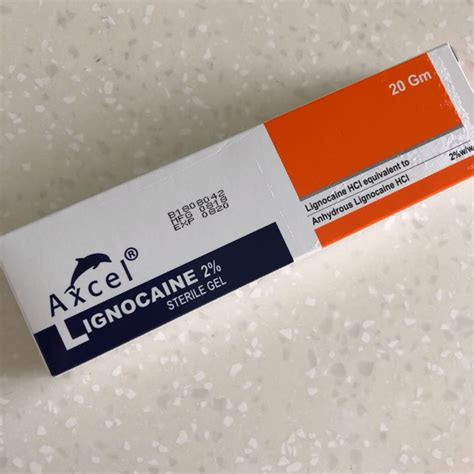 20 Gm
Lignocaine HCl equivalent to
Anhydrous Lignocaine HCl
2%w/w
B1808042
MFG 0818
EXP 0820
Axcel®
LIGNOCAINE 2%
STERILE GEL